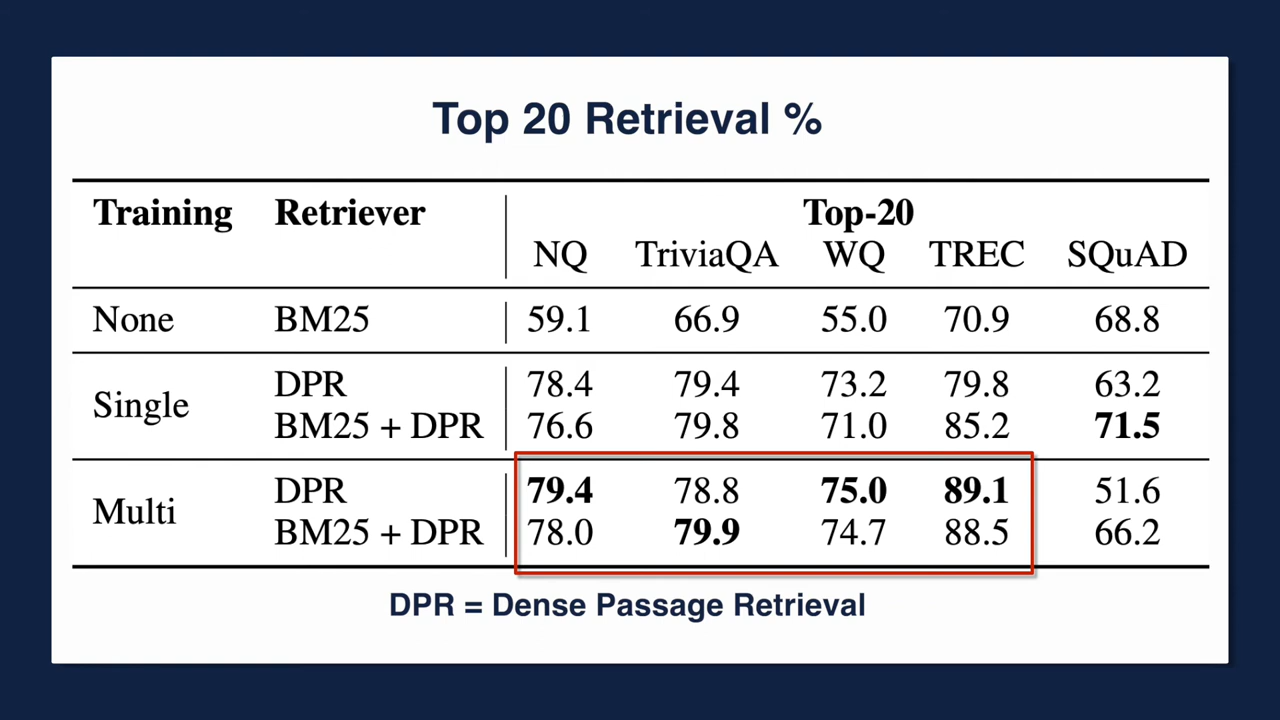 Top 20 Retrieval %
Training Retriever Top-20
NQ TriviaQA WQ TREC SQuAD
None BM25 59.1 66.9 55.0 70.9 68.8
Single DPR 78.4 79.4 73.2 79.8 63.2
BM25 + DPR 76.6 79.8 71.0 85.2 71.5
Multi DPR 79.4 78.8 75.0 89.1 51.6
BM25 + DPR 78.0 79.9 74.7 88.5 66.2
DPR = Dense Passage Retrieval